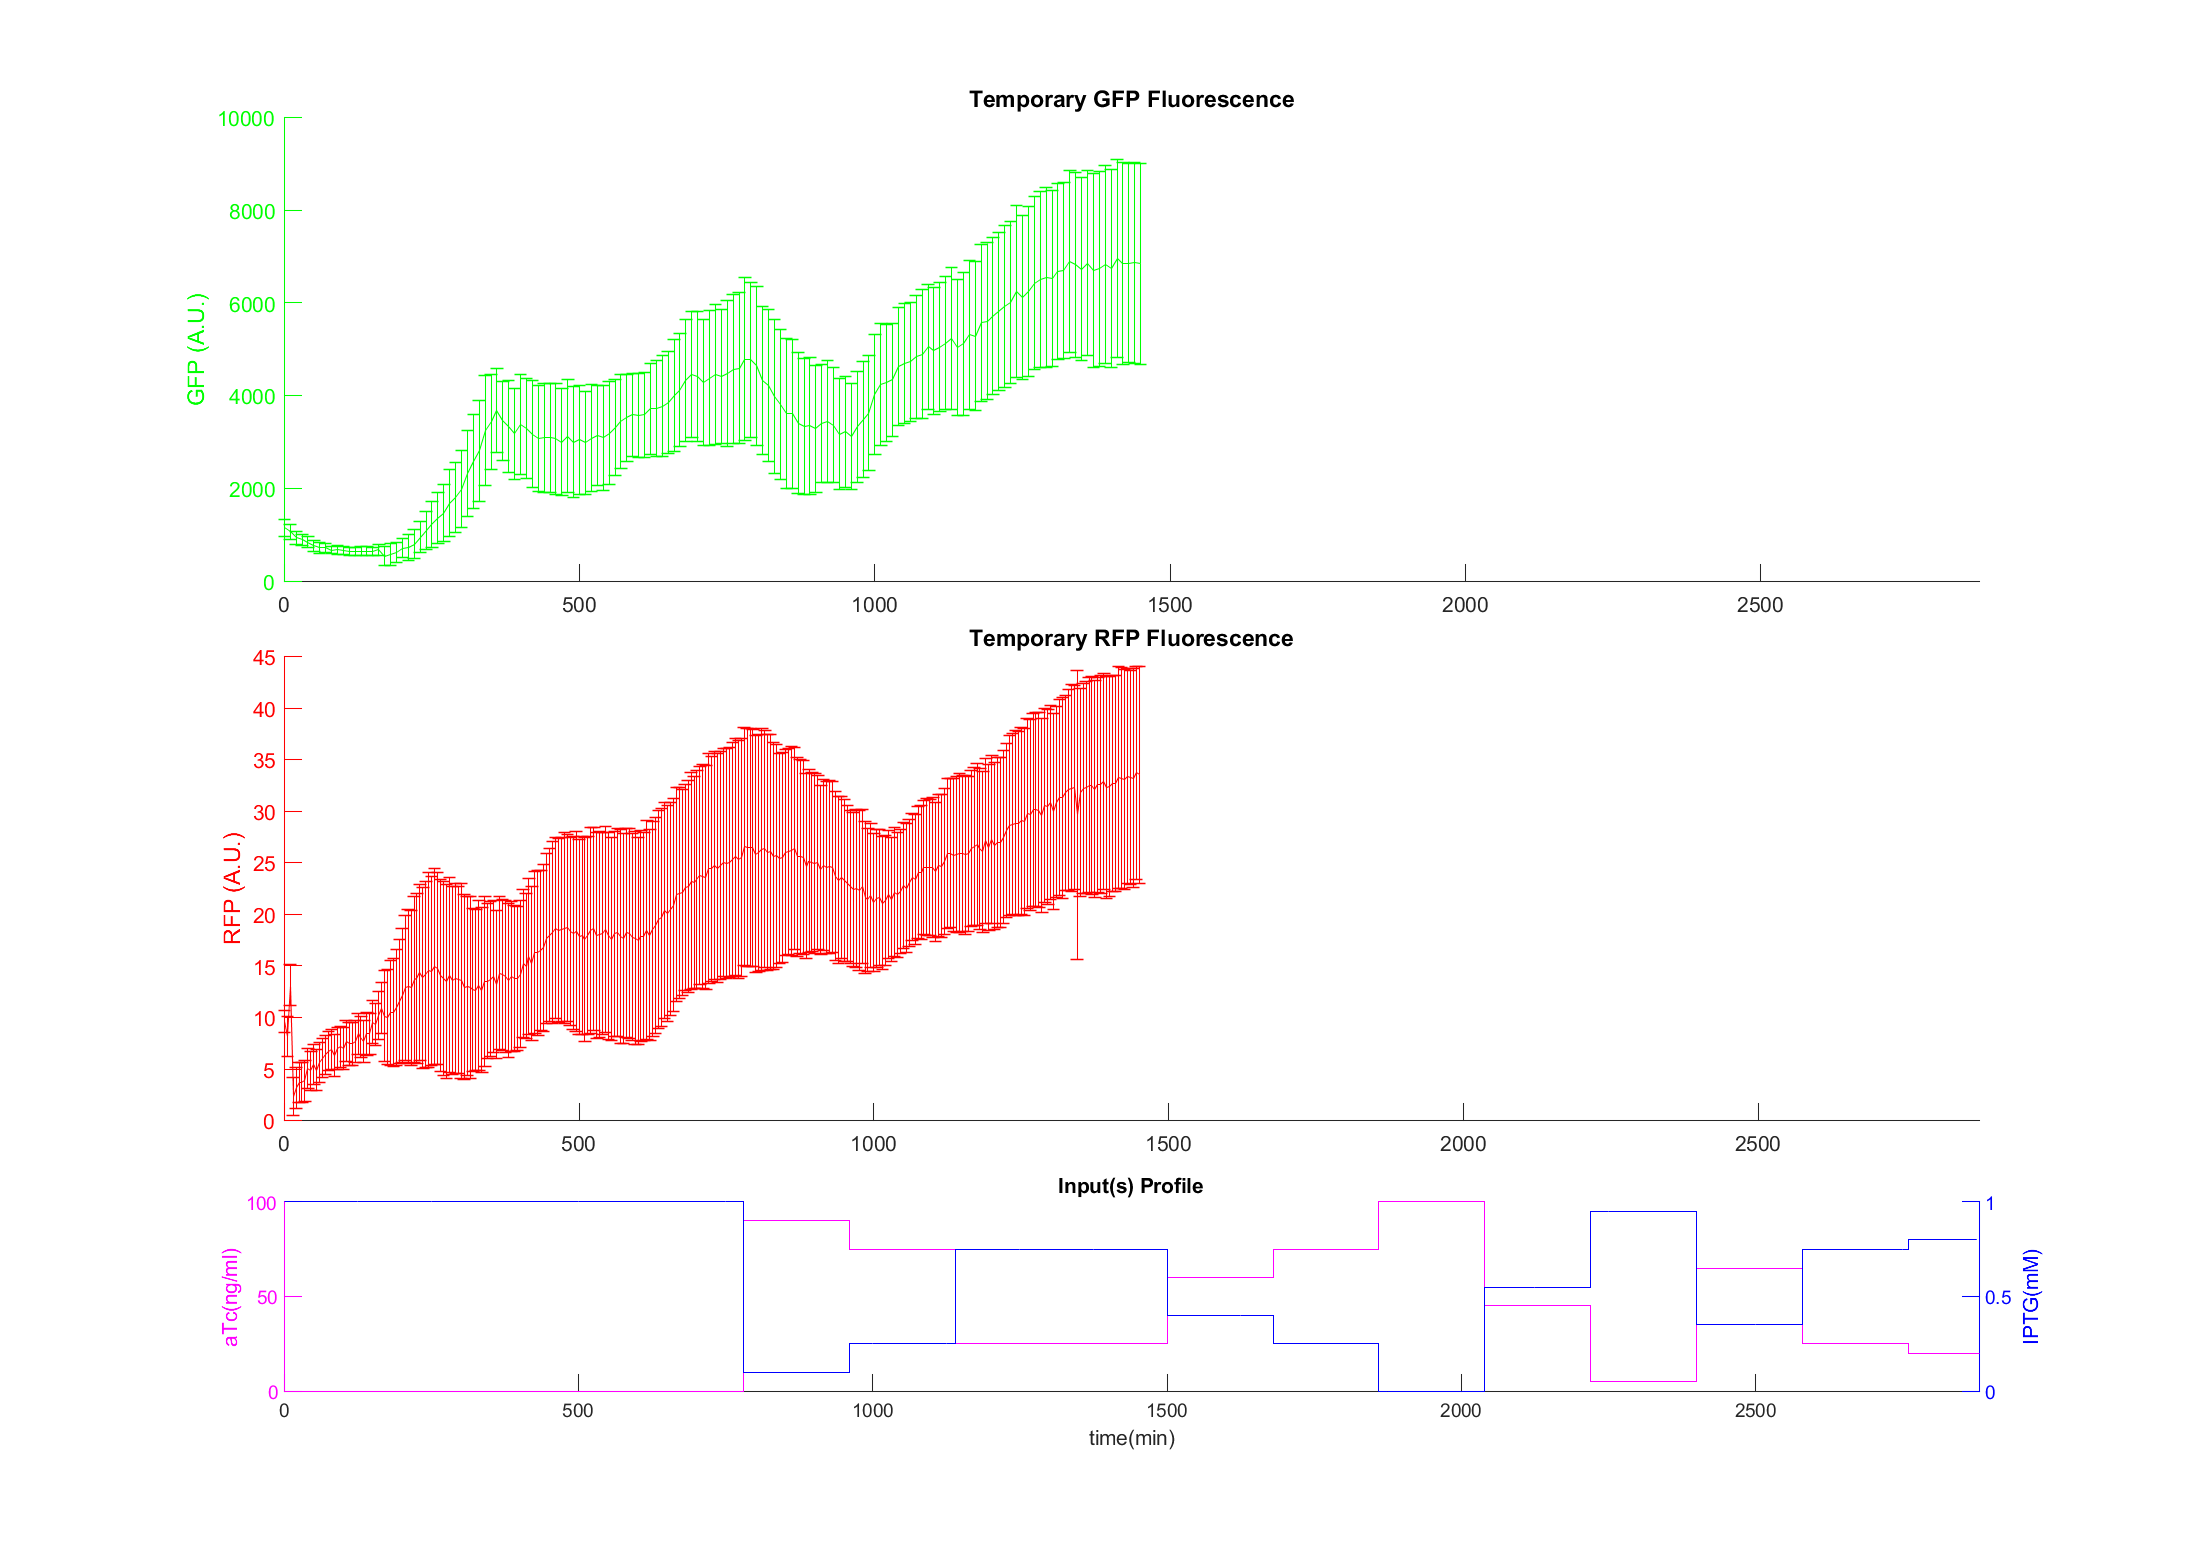 Temporary GFP Fluorescence
10000
8000
6000
4000
2000
0
GFP (A.U.)
0 500 1000 1500 2000 2500
Temporary RFP Fluorescence
45
40
35
30
25
20
15
10
5
0
RFP (A.U.)
0 500 1000 1500 2000 2500
Input(s) Profile
100
50
0
aTc(ng/ml)
1
0.5
0
IPTG(mM)
0 500 1000 1500 2000 2500
time(min)